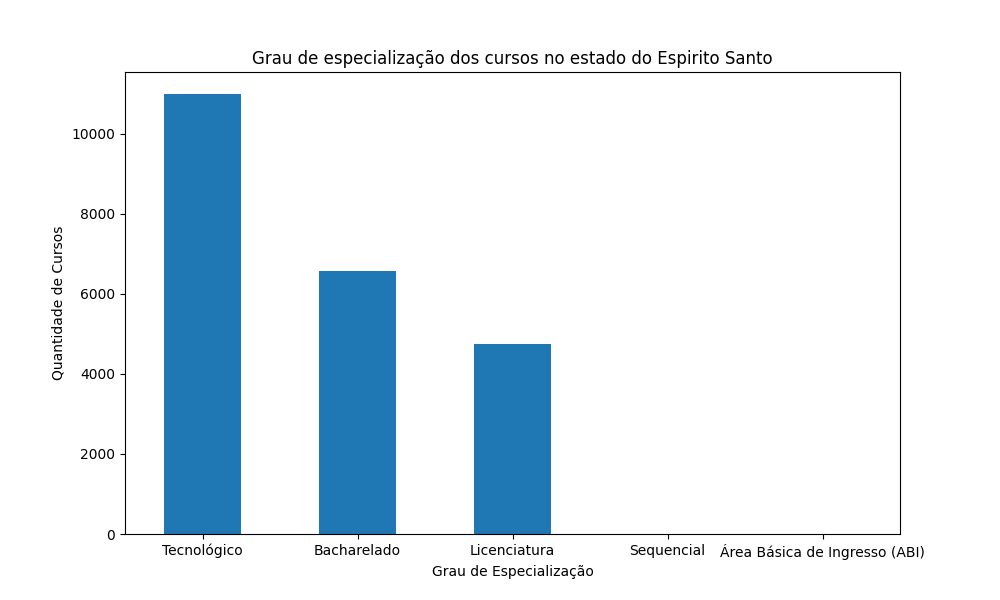 Grau de especialização dos cursos no estado do Espirito Santo
Quantidade de Cursos
10000
8000
6000
4000
2000
0
Tecnológico Bacharelado Licenciatura Sequencial Área Básica de Ingresso (ABI)
Grau de Especialização